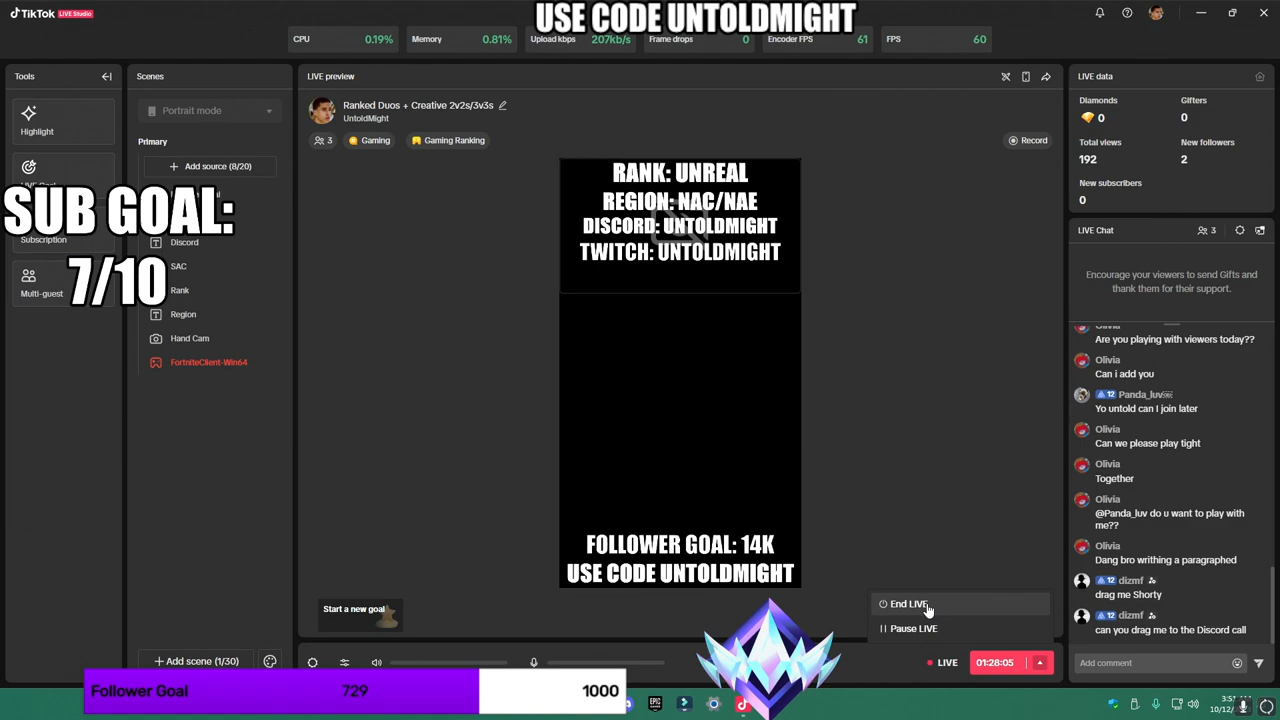 USE CODE UNTOLDMIGHT
TikTok LIVE Studio
CPU 0.19%
Memory 0.81%
Upload kbps 207kb/s
Frame drops 0
Encoder FPS 61
FPS 60
Tools
Highlight
SUB GOAL:
7/10
Subscription
Multi-guest
Scenes
Portrait mode
Primary
Add source (8/20)
Discord
SAC
Rank
Region
Hand Cam
FortniteClient-Win64
Add scene (1/30)
LIVE preview
Ranked Duos + Creative 2v2s/3v3s
UntoldMight
3
Gaming
Gaming Ranking
Record
RANK: UNREAL
REGION: NAC/NAE
DISCORD: UNTOLDMIGHT
TWITCH: UNTOLDMIGHT
FOLLOWER GOAL: 14K
USE CODE UNTOLDMIGHT
Start a new goal
End LIVE
Pause LIVE
LIVE
01:28:05
LIVE data
Diamonds
0
Gifters
0
Total views
192
New followers
2
New subscribers
0
LIVE Chat
3
Encourage your viewers to send Gifts and
thank them for their support.
Olivia
Are you playing with viewers today??
Olivia
Can i add you
12 Panda_luv
Yo untold can I join later
Olivia
Can we please play tight
Olivia
Together
Olivia
@Panda_luv do u want to play with
me??
Olivia
Dang bro writhing a paragraphed
12 dizmf
drag me Shorty
12 dizmf
can you drag me to the Discord call
Add comment
Follower Goal 729 1000
EPIC
10/12/